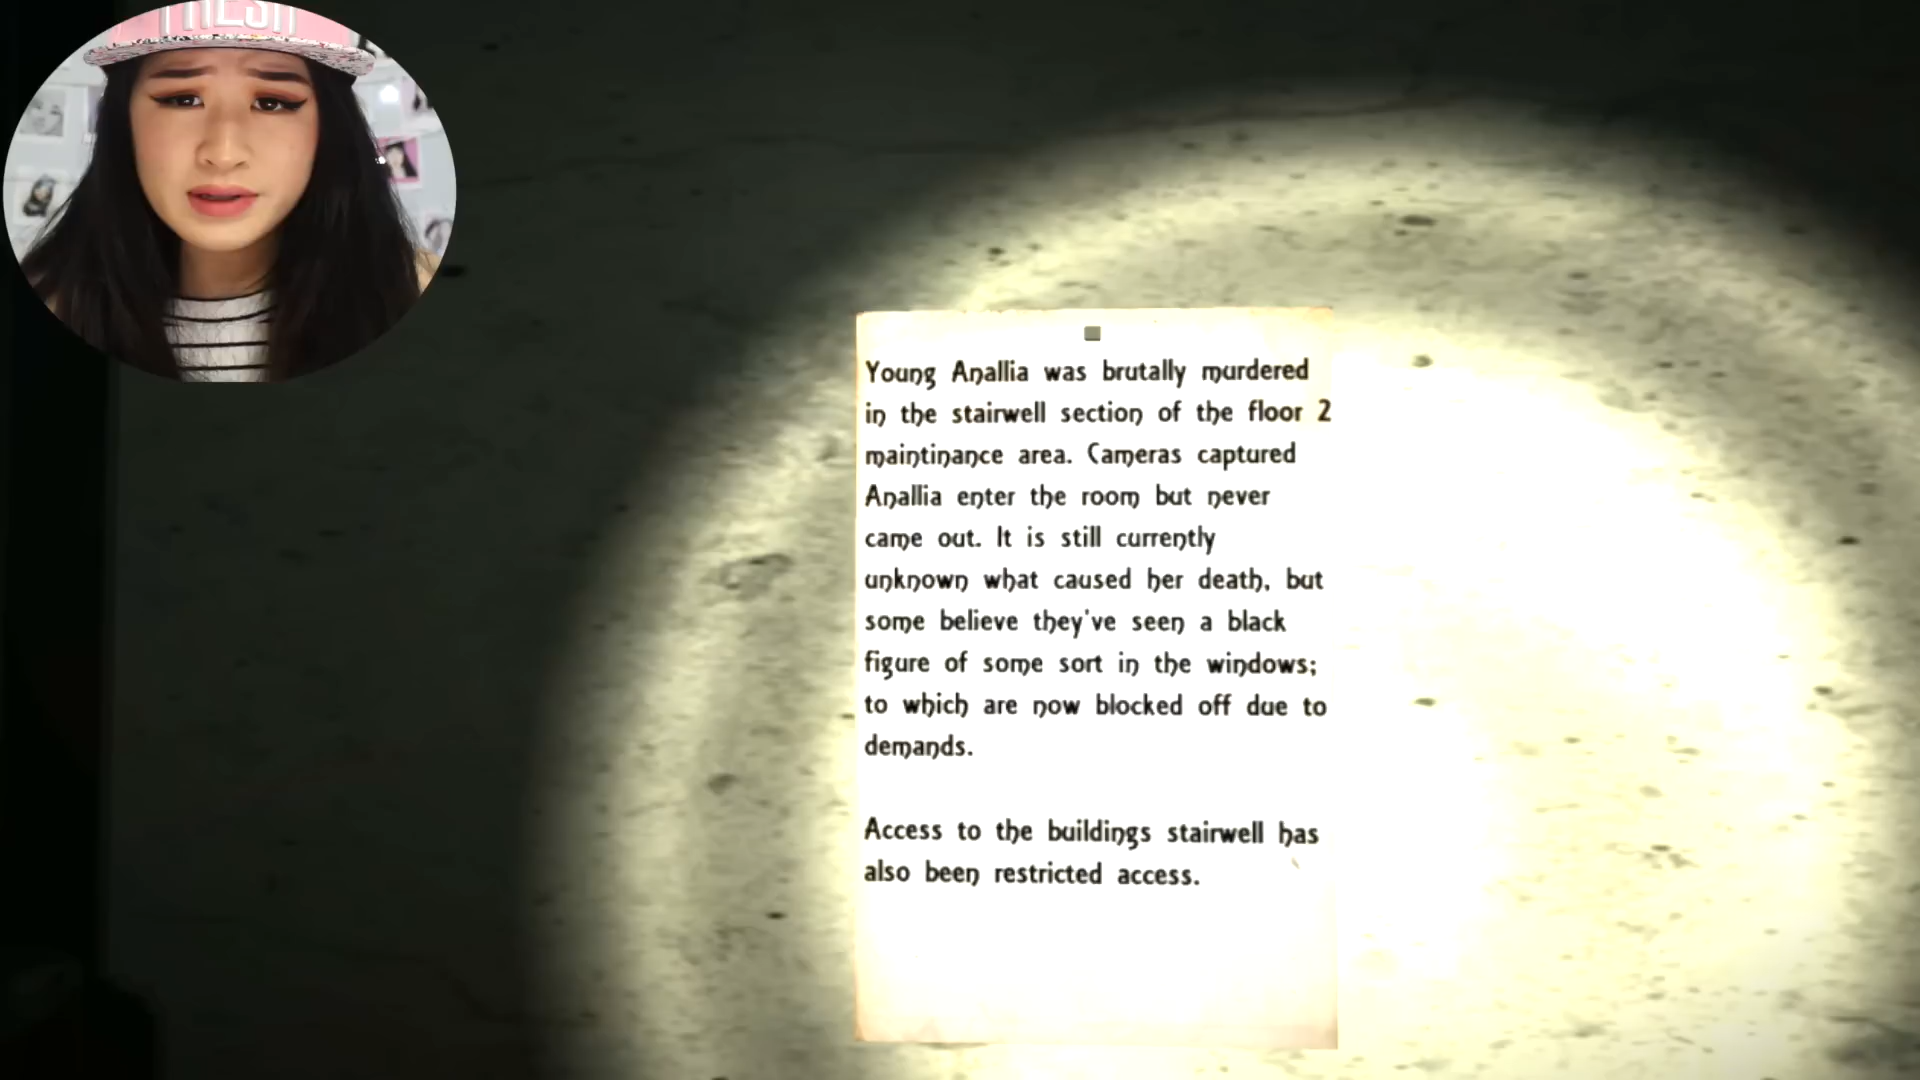 FRESH
Young Anallia was brutally murdered
in the stairwell section of the floor 2
maintinance area. Cameras captured
Anallia enter the room but never
came out. It is still currently
unknown what caused her death, but
some believe they've seen a black
figure of some sort in the windows;
to which are now blocked off due to
demands.
Access to the buildings stairwell has
also been restricted access.